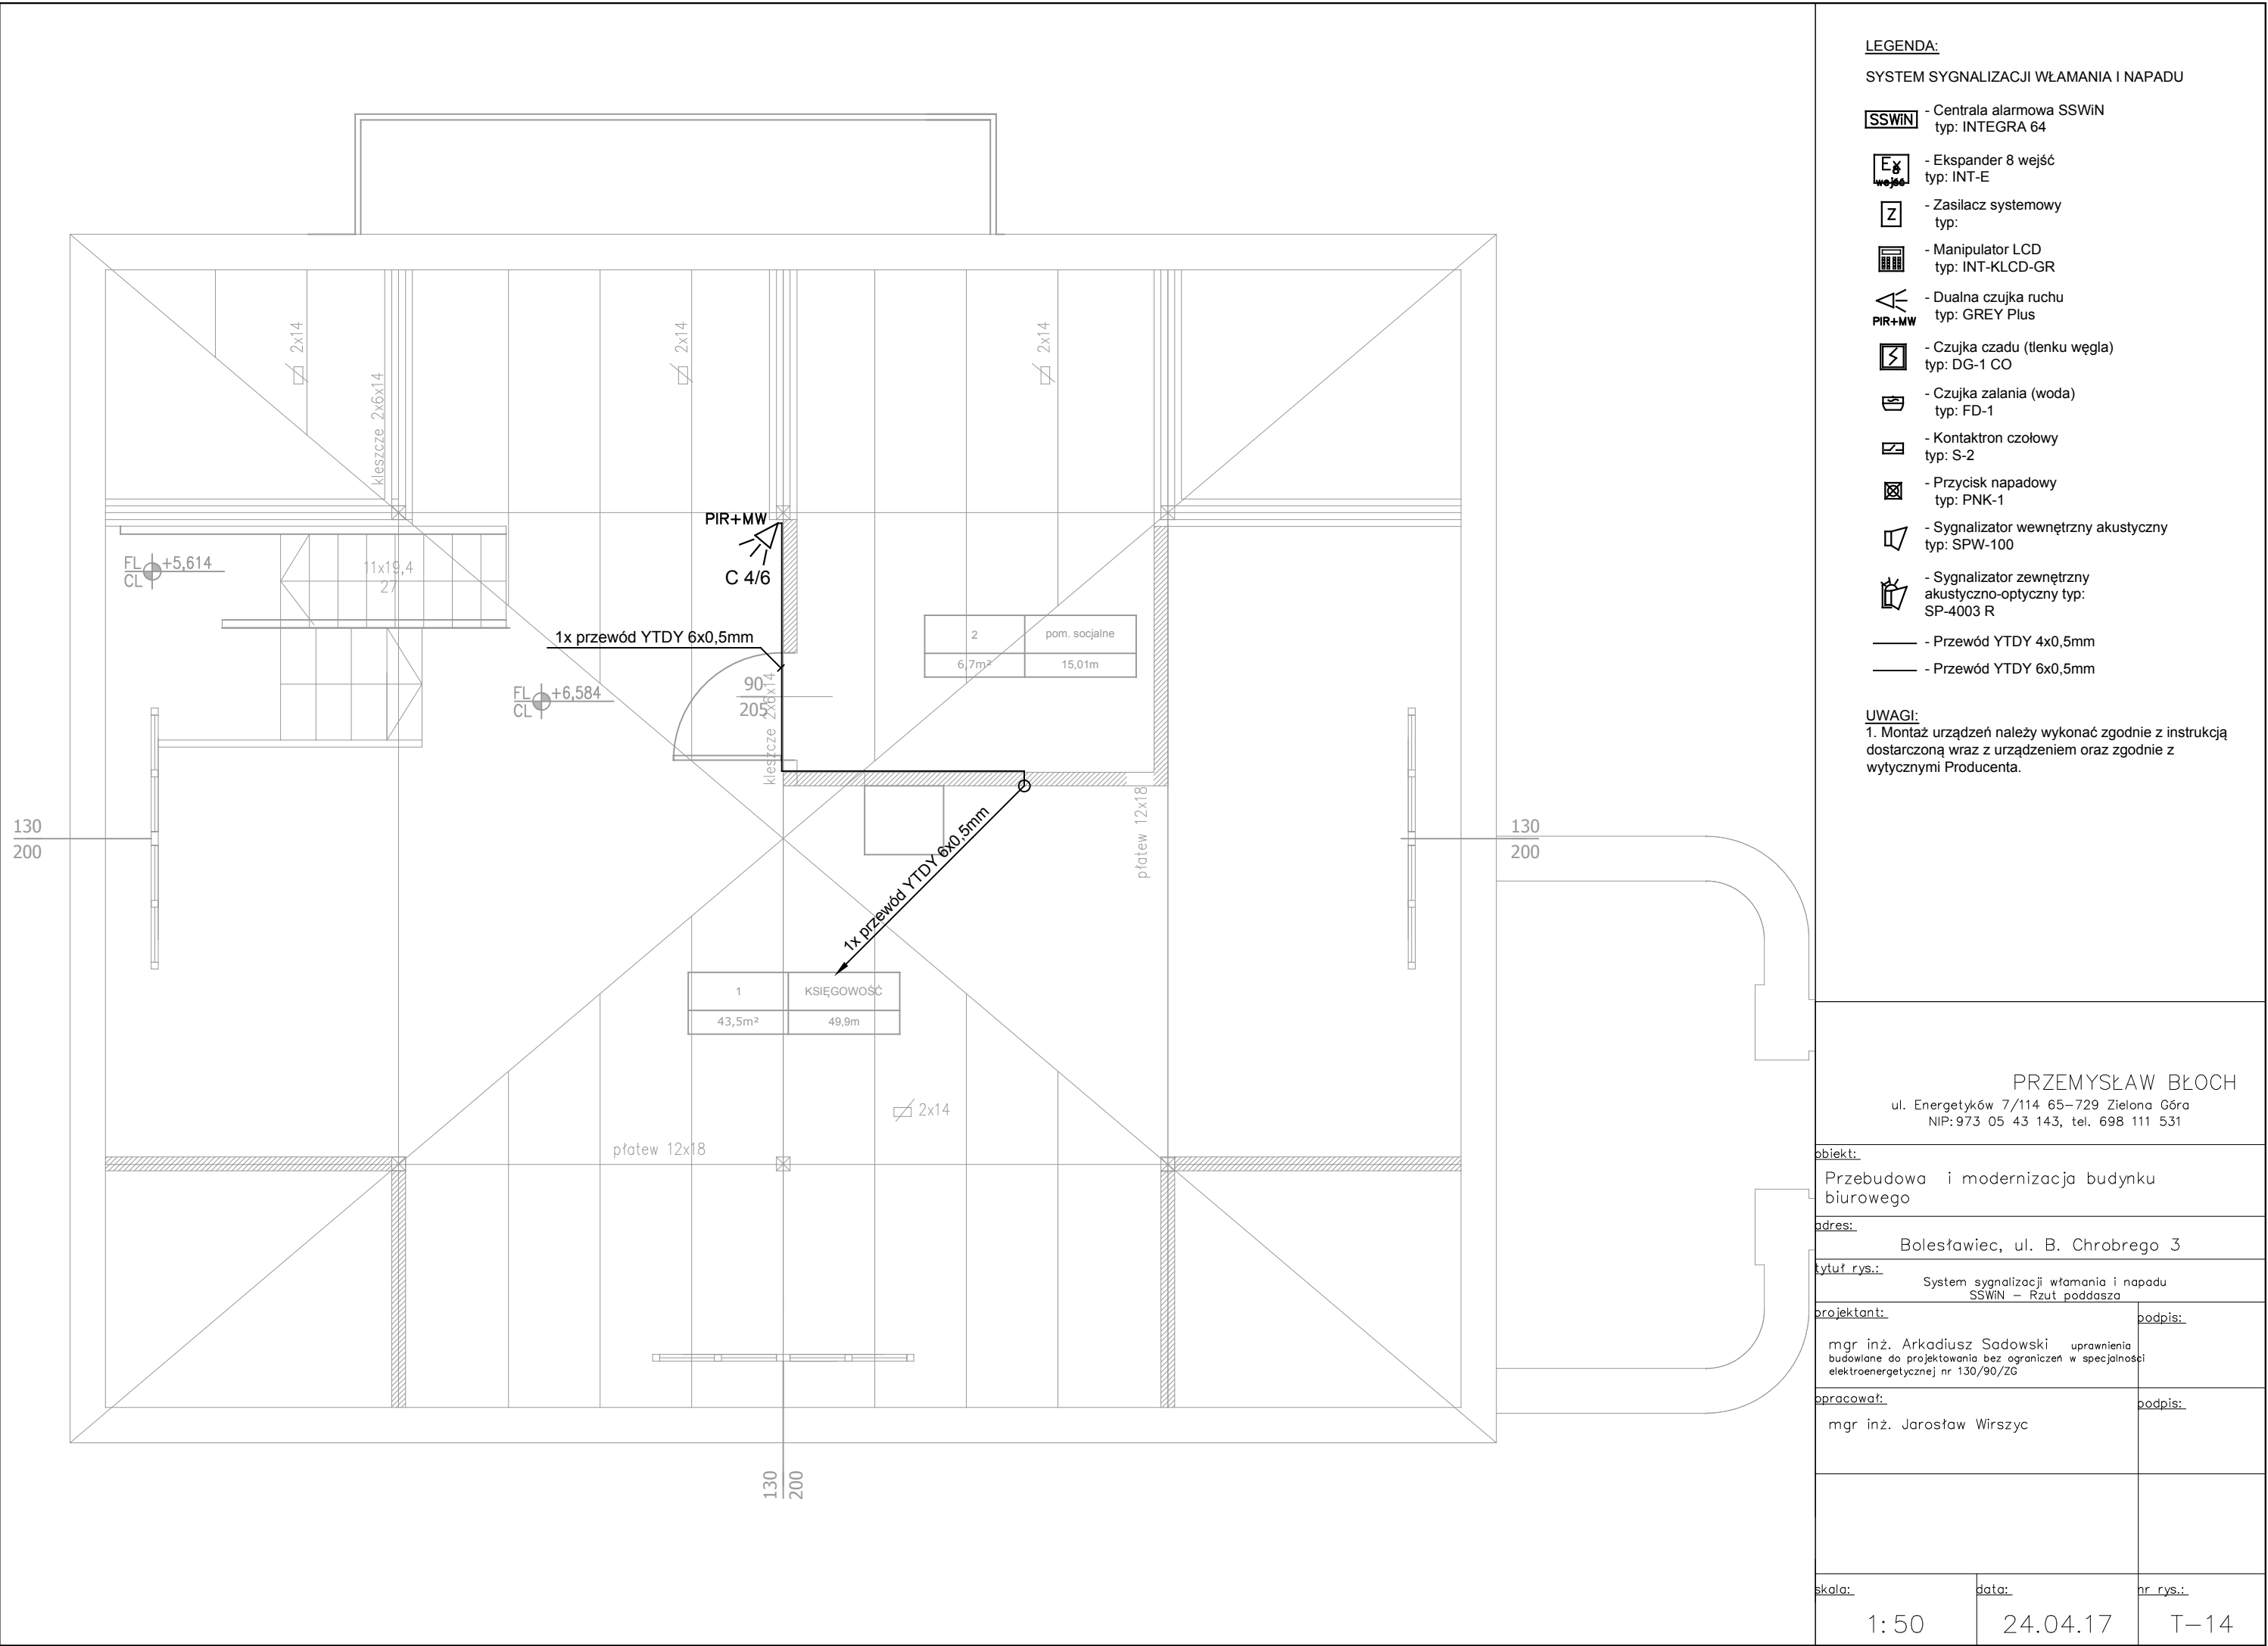 2x14
2x14
2x14
kleszcze 2x6x14
PIR+MW
C 4/6
FL +5,614
CL
11x19,4
27
1x przewód YTDY 6x0,5mm
2
pom. socjalne
6,7m²
15,01m
FL +6,584
CL
90
205
kleszcze 2x6x14
130
200
płatew 12x18
130
200
1x przewód YTDY 6x0,5mm
1
KSIĘGOWOŚĆ
43,5m²
49,9m
2x14
płatew 12x18
130
200
LEGENDA:
SYSTEM SYGNALIZACJI WŁAMANIA I NAPADU
SSWiN - Centrala alarmowa SSWiN
typ: INTEGRA 64
Ex - Ekspander 8 wejść
8
wejść typ: INT-E
Z - Zasilacz systemowy
typ:
- Manipulator LCD
typ: INT-KLCD-GR
- Dualna czujka ruchu
PIR+MW typ: GREY Plus
- Czujka czadu (tlenku węgla)
typ: DG-1 CO
- Czujka zalania (woda)
typ: FD-1
- Kontaktron czołowy
typ: S-2
- Przycisk napadowy
typ: PNK-1
- Sygnalizator wewnętrzny akustyczny
typ: SPW-100
- Sygnalizator zewnętrzny
akustyczno-optyczny typ:
SP-4003 R
- Przewód YTDY 4x0,5mm
- Przewód YTDY 6x0,5mm
UWAGI:
1. Montaż urządzeń należy wykonać zgodnie z instrukcją
dostarczoną wraz z urządzeniem oraz zgodnie z
wytycznymi Producenta.
PRZEMYSŁAW BŁOCH
ul. Energetyków 7/114 65-729 Zielona Góra
NIP: 973 05 43 143, tel. 698 111 531
obiekt:
Przebudowa i modernizacja budynku
biurowego
adres:
Bolesławiec, ul. B. Chrobrego 3
tytuł rys.:
System sygnalizacji włamania i napadu
SSWiN – Rzut poddasza
projektant:
podpis:
mgr inż. Arkadiusz Sadowski uprawnienia
budowlane do projektowania bez ograniczeń w specjalności
elektroenergetycznej nr 130/90/ZG
opracował:
podpis:
mgr inż. Jarosław Wirszyc
skala:
data:
nr rys.:
1:50
24.04.17
T-14